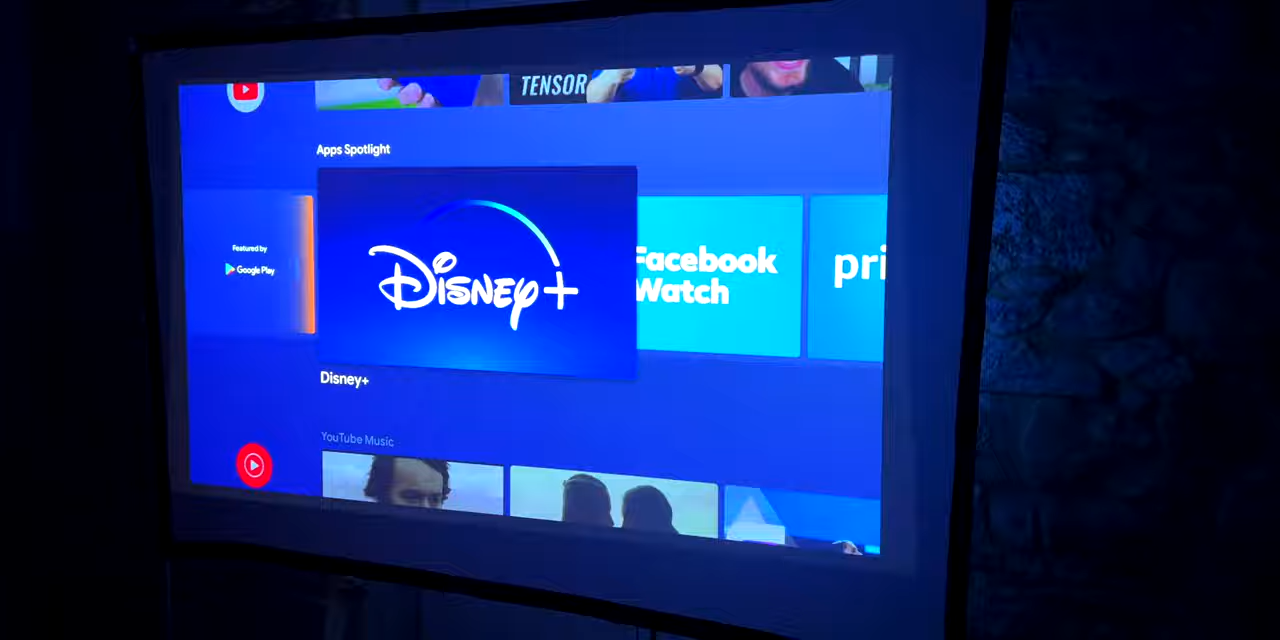 TENSOR
Apps Spotlight
Featured by
Google Play
Disney+
Facebook
Watch
pri
Disney+
YouTube Music